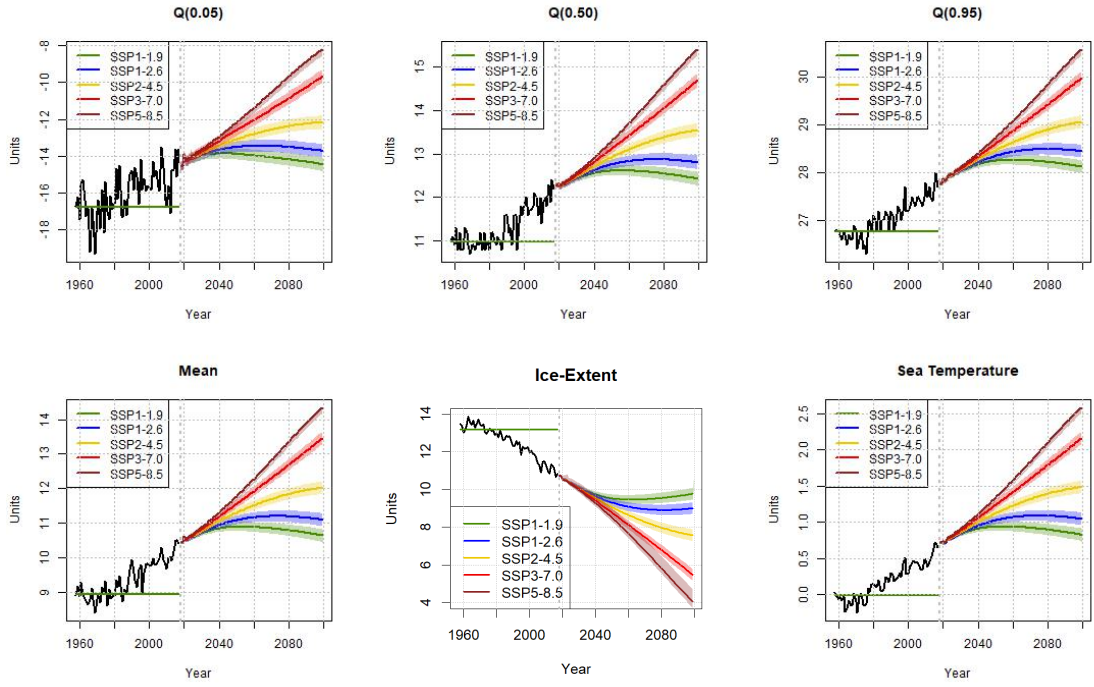 Q(0.05)
Units
-8
-10
-12
-14
-16
-18
SSP1-1.9
SSP1-2.6
SSP2-4.5
SSP3-7.0
SSP5-8.5
1960 2000 2040 2080
Year
Q(0.50)
Units
15
14
13
12
11
SSP1-1.9
SSP1-2.6
SSP2-4.5
SSP3-7.0
SSP5-8.5
1960 2000 2040 2080
Year
Q(0.95)
Units
30
29
28
27
SSP1-1.9
SSP1-2.6
SSP2-4.5
SSP3-7.0
SSP5-8.5
1960 2000 2040 2080
Year
Mean
Units
14
13
12
11
10
9
SSP1-1.9
SSP1-2.6
SSP2-4.5
SSP3-7.0
SSP5-8.5
1960 2000 2040 2080
Year
Ice-Extent
Units
14
12
10
8
6
4
SSP1-1.9
SSP1-2.6
SSP2-4.5
SSP3-7.0
SSP5-8.5
1960 2000 2040 2080
Year
Sea Temperature
Units
2.5
2.0
1.5
1.0
0.5
0.0
SSP1-1.9
SSP1-2.6
SSP2-4.5
SSP3-7.0
SSP5-8.5
1960 2000 2040 2080
Year